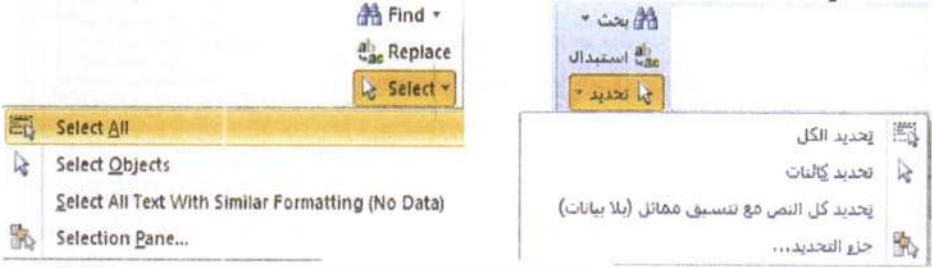 Find
Replace
Select
Select All
Select Objects
Select All Text With Similar Formatting (No Data)
Selection Pane...
بحث
استبدال
تحديد
تحديد الكل
تحديد كائنات
تحديد كل النص مع تنسيق مماثل (بلا بيانات)
جزء التحديد...